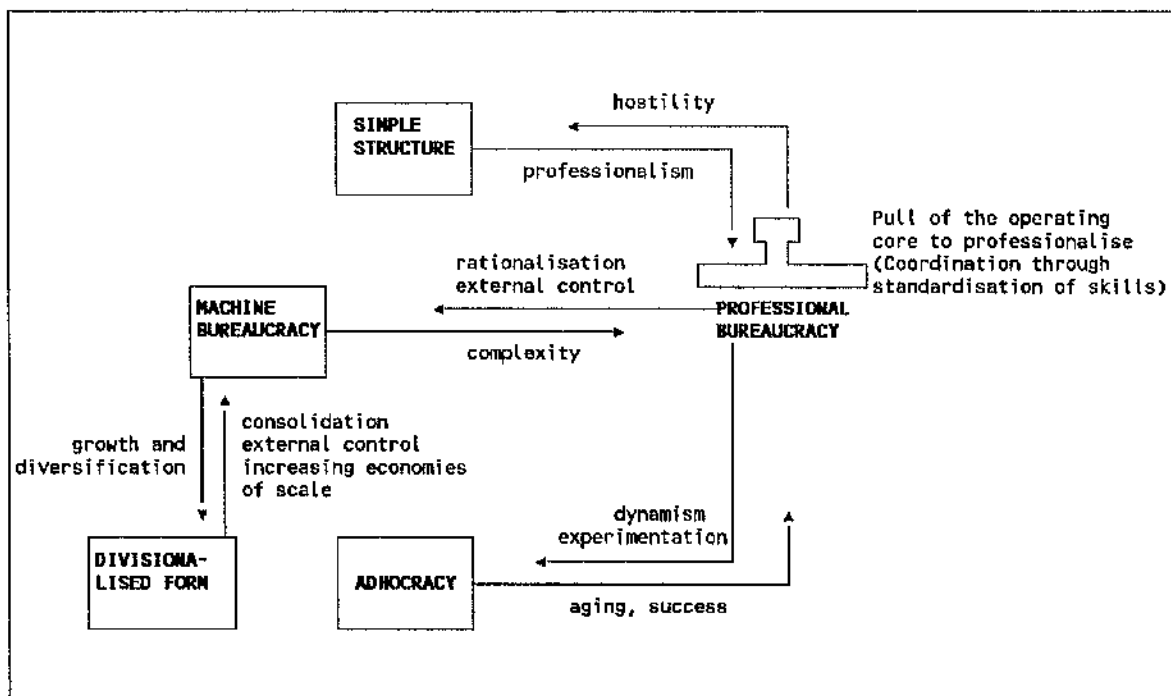 hostility
SIMPLE
STRUCTURE
professionalism
Pull of the operating
core to professionalise
(Coordination through
standardisation of skills)
rationalisation
external control
MACHINE
BUREAUCRACY
PROFESSIONAL
BUREAUCRACY
complexity
growth and
diversification
consolidation
external control
increasing economies
of scale
dynamism
experimentation
DIVISIONA-
LISED FORM
ADHOCRACY
aging, success